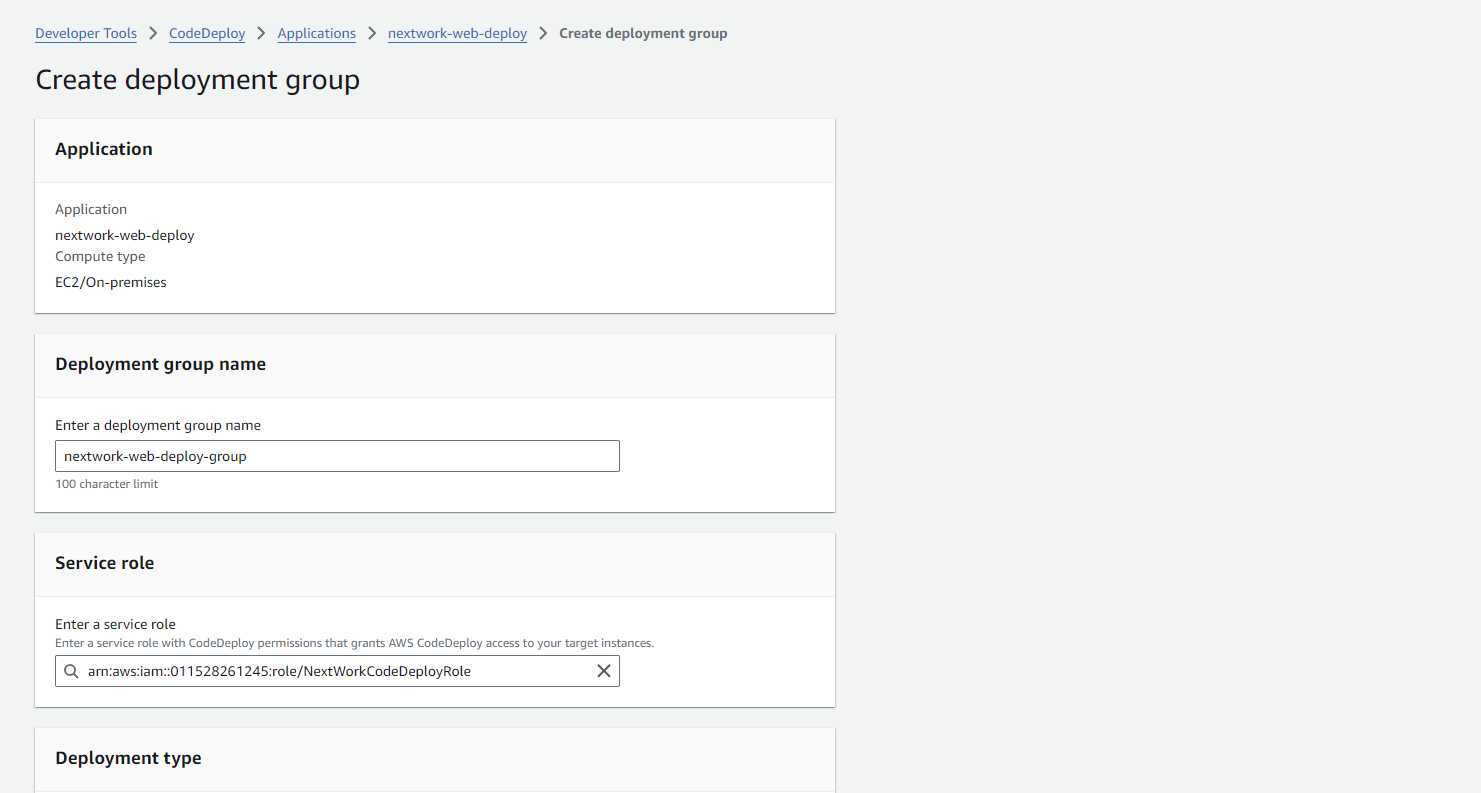 Developer Tools > CodeDeploy > Applications > nextwork-web-deploy > Create deployment group
Create deployment group
Application
Application
nextwork-web-deploy
Compute type
EC2/On-premises
Deployment group name
Enter a deployment group name
nextwork-web-deploy-group
100 character limit
Service role
Enter a service role
Enter a service role with CodeDeploy permissions that grants AWS CodeDeploy access to your target instances.
arn:aws:iam::011528261245:role/NextWorkCodeDeployRole
Deployment type